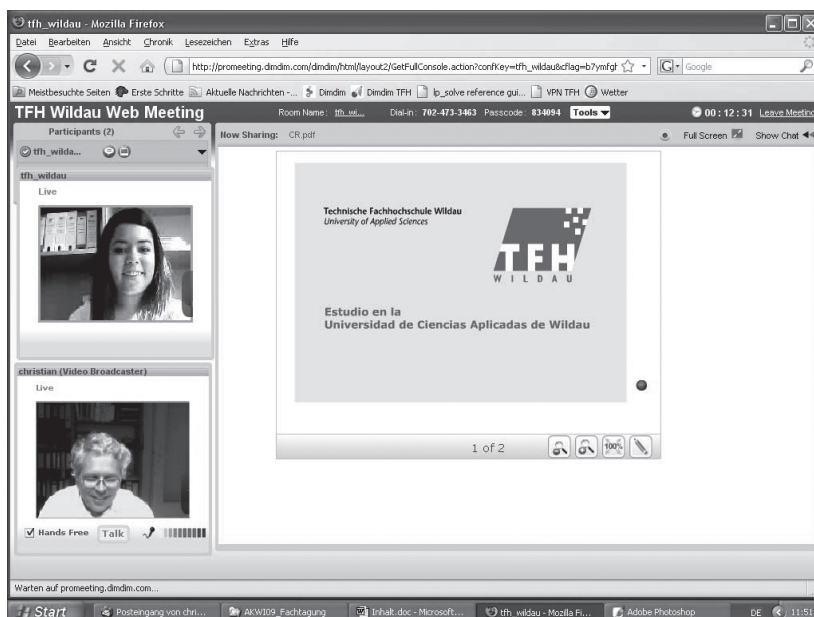 tfh_wildau - Mozilla Firefox
Datei Bearbeiten Ansicht Chronik Lesezeichen Extras Hilfe
http://promeeting.dimdim.com/dimdim/html/layout2/GetFullConsole.action?confKey=tfh_wildau&cflag=b7ymfgf
G Google
Meistbesuchte Seiten Erste Schritte Aktuelle Nachrichten -... Dimdim Dimdim TFH lp_solve reference gui... VPN TFH Wetter
TFH Wildau Web Meeting Room Name: tfh_wi... Dial-in: 702-473-3463 Passcode: 834094 Tools 00:12:31 Leave Meeting
Participants (2) Now Sharing: CR.pdf Full Screen Show Chat
tfh_wilda...
tfh_wildau
Live
Technische Fachhochschule Wildau
University of Applied Sciences
TFH
WILDAU
Estudio en la
Universidad de Ciencias Aplicadas de Wildau
christian (Video Broadcaster)
Live
1 of 2 100%
Hands Free Talk
Warten auf promeeting.dimdim.com...
Start Posteingang von chri... AKWI09_Fachtagung Inhalt.doc - Microsoft... tfh_wildau - Mozilla Fi... Adobe Photoshop DE 11:51